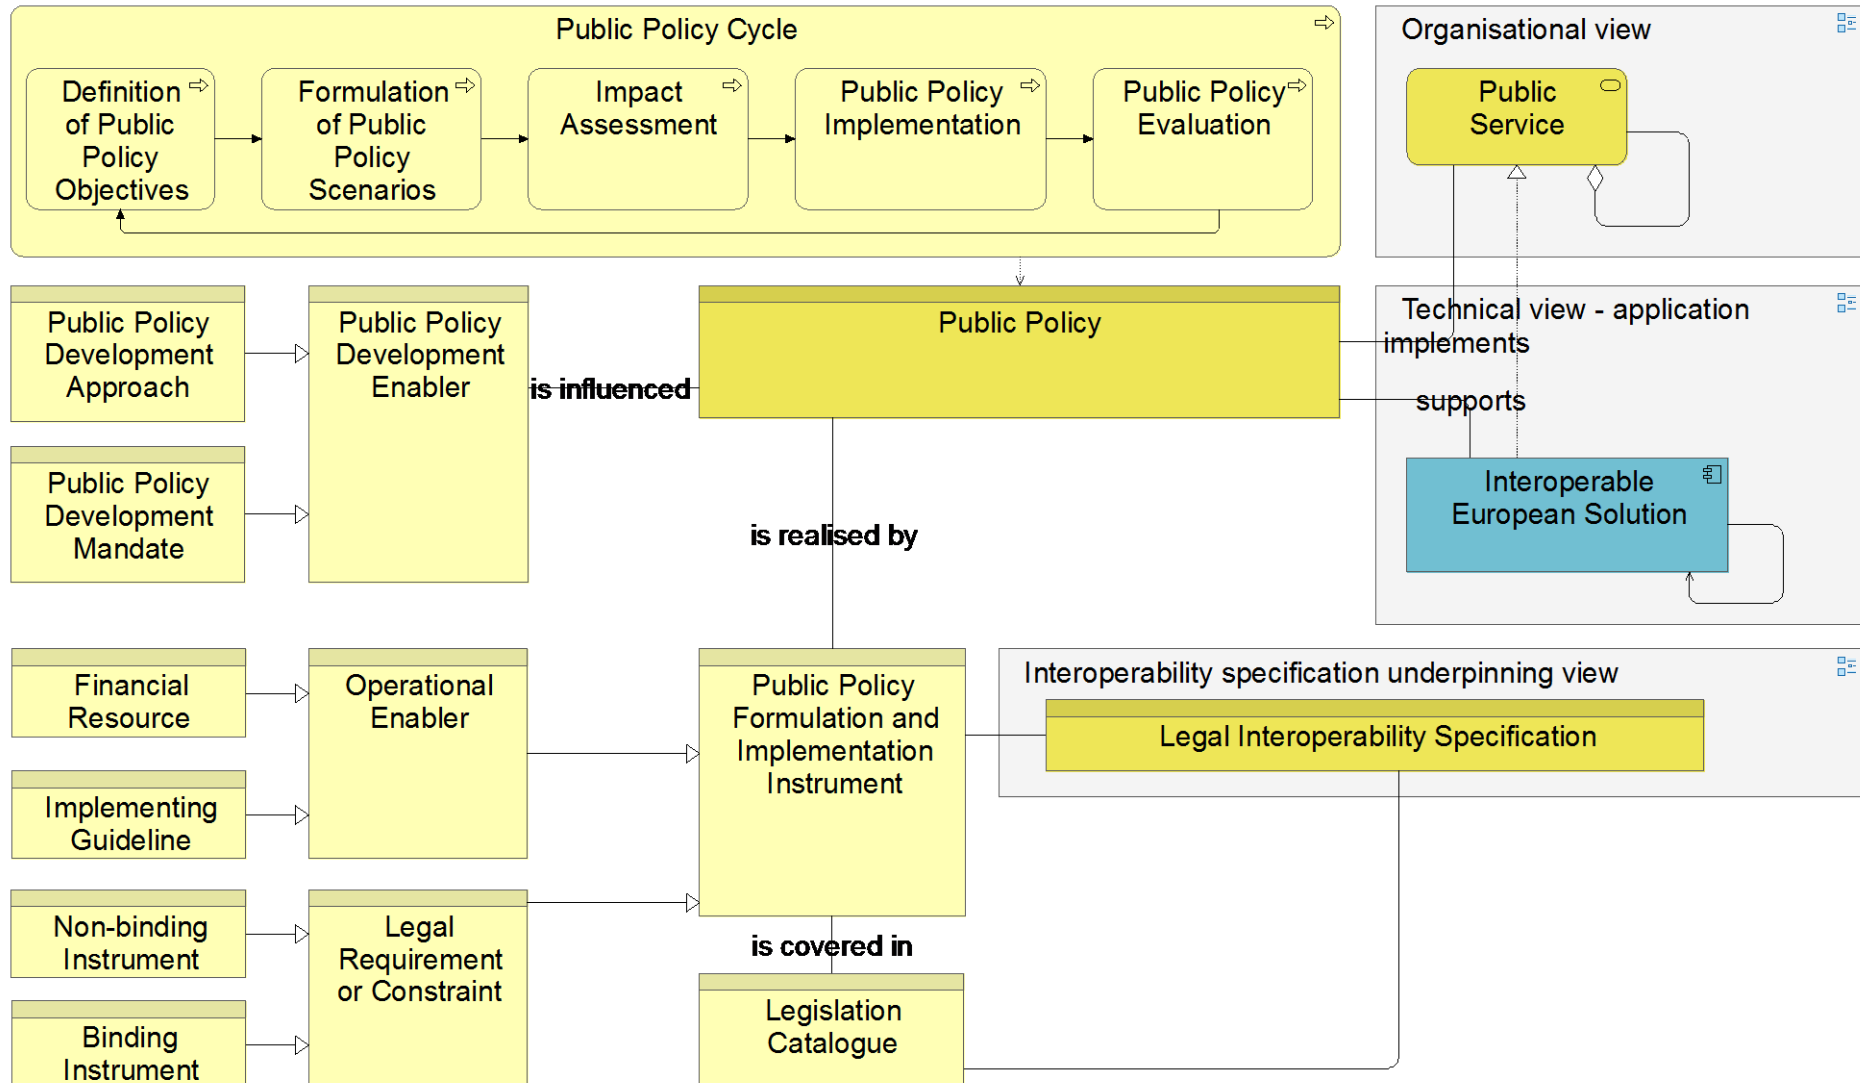 Public Policy Cycle
Definition
of Public
Policy
Objectives
Formulation
of Public
Policy
Scenarios
Impact
Assessment
Public Policy
Implementation
Public Policy
Evaluation
Organisational view
Public
Service
Public Policy
Development
Approach
Public Policy
Development
Enabler
is influenced
Public Policy
Technical view - application
implements
supports
Public Policy
Development
Mandate
Interoperable
European Solution
is realised by
Financial
Resource
Operational
Enabler
Public Policy
Formulation and
Implementation
Instrument
Interoperability specification underpinning view
Legal Interoperability Specification
Implementing
Guideline
Non-binding
Instrument
Legal
Requirement
or Constraint
is covered in
Legislation
Catalogue
Binding
Instrument